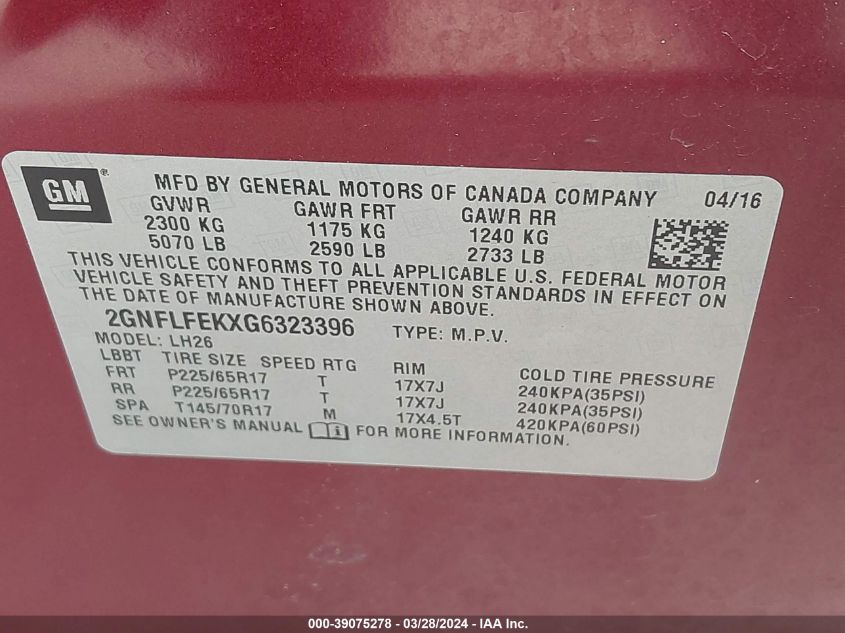 GM ® MFD BY GENERAL MOTORS OF CANADA COMPANY 04/16
GVWR GAWR FRT GAWR RR
2300 KG 1175 KG 1240 KG
5070 LB 2590 LB 2733 LB
THIS VEHICLE CONFORMS TO ALL APPLICABLE U.S. FEDERAL MOTOR
VEHICLE SAFETY AND THEFT PREVENTION STANDARDS IN EFFECT ON
THE DATE OF MANUFACTURE SHOWN ABOVE.
2GNFLFEKXG6323396 TYPE: M.P.V.
MODEL: LH26
LBBT TIRE SIZE SPEED RTG RIM COLD TIRE PRESSURE
FRT P225/65R17 T 17X7J 240KPA(35PSI)
RR P225/65R17 T 17X7J 240KPA(35PSI)
SPA T145/70R17 M 17X4.5T 420KPA(60PSI)
SEE OWNER'S MANUAL FOR MORE INFORMATION.
000-39075278 - 03/28/2024 - IAA Inc.